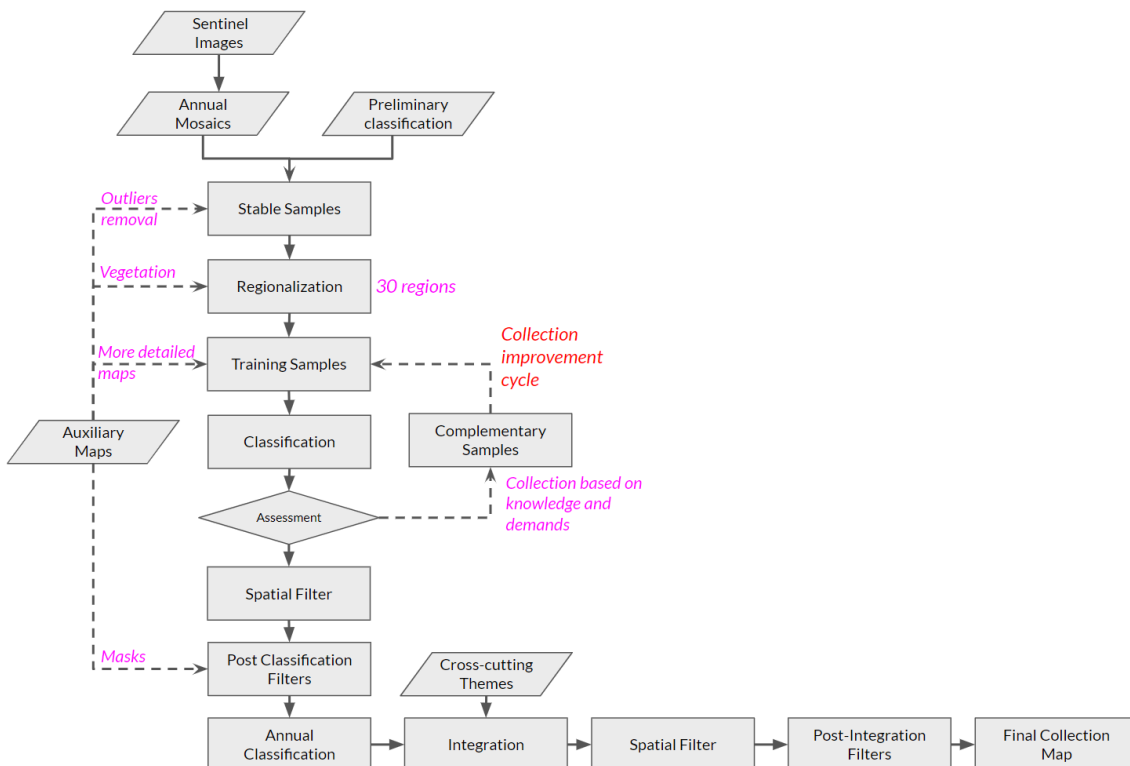 Sentinel
Images
Annual
Mosaics
Preliminary
classification
Outliers
removal
Stable Samples
Vegetation
Regionalization
30 regions
More detailed
maps
Training Samples
Collection
improvement
cycle
Auxiliary
Maps
Classification
Complementary
Samples
Assessment
Collection based on
knowledge and
demands
Spatial Filter
Masks
Post Classification
Filters
Cross-cutting
Themes
Annual
Classification
Integration
Spatial Filter
Post-Integration
Filters
Final Collection
Map